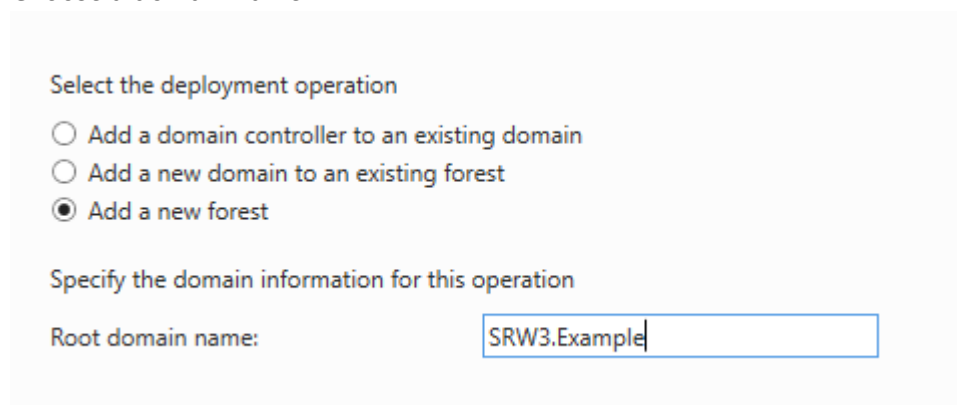 Select the deployment operation
Add a domain controller to an existing domain
Add a new domain to an existing forest
Add a new forest
Specify the domain information for this operation
Root domain name: SRW3.Example